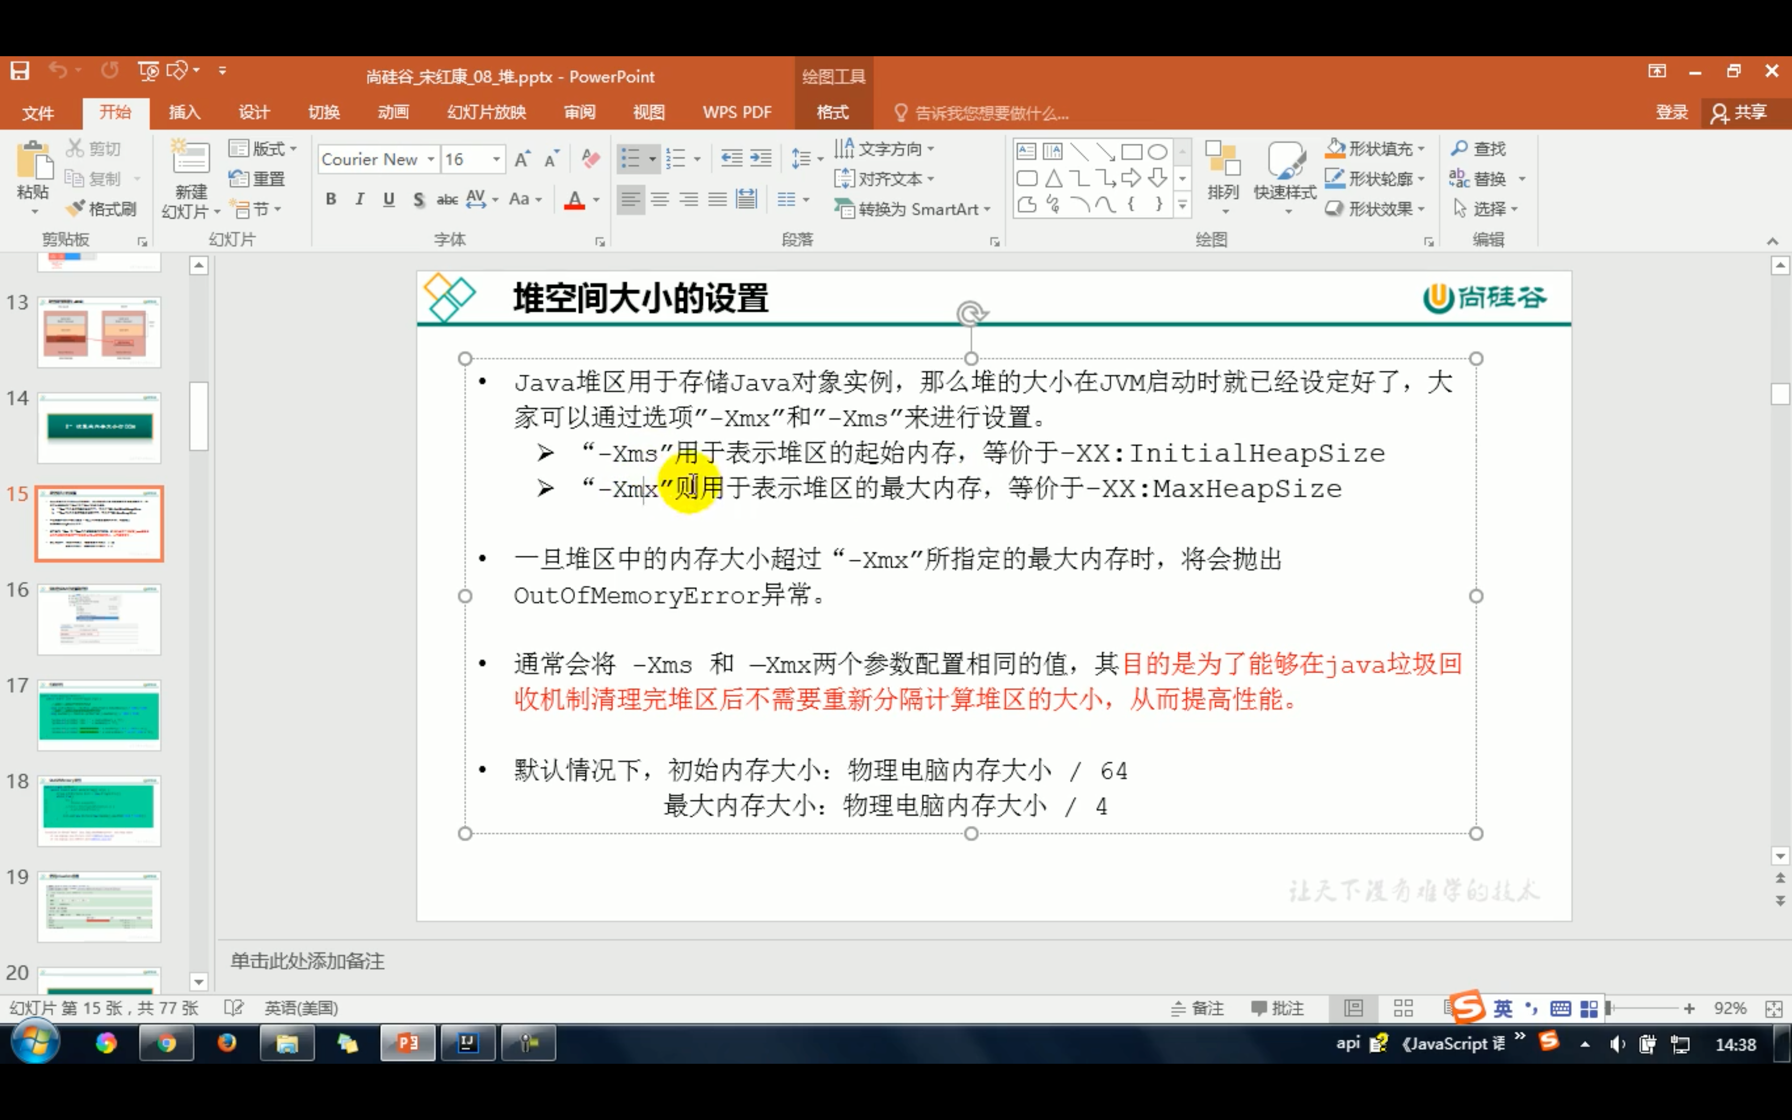 尚硅谷_宋红康_08_堆.pptx - PowerPoint
绘图工具
文件 开始 插入 设计 切换 动画 幻灯片放映 审阅 视图 WPS PDF 格式 告诉我您想要做什么... 登录 共享
粘贴 剪切 复制 格式刷
剪贴板
新建
幻灯片
版式 重置 节
幻灯片
Courier New 16
B I U S abc AV Aa A
字体
文字方向
对齐文本
转换为 SmartArt
段落
排列 快速样式
形状填充
形状轮廓
形状效果
绘图
查找
替换
选择
编辑
13
14
15
16
17
18
19
20
堆空间大小的设置
尚硅谷
• Java堆区用于存储Java对象实例，那么堆的大小在JVM启动时就已经设定好了，大
家可以通过选项"-Xmx"和"-Xms"来进行设置。
➢ “-Xms”用于表示堆区的起始内存，等价于-XX:InitialHeapSize
➢ “-Xmx”则用于表示堆区的最大内存，等价于-XX:MaxHeapSize
• 一旦堆区中的内存大小超过“-Xmx”所指定的最大内存时，将会抛出
OutOfMemoryError异常。
• 通常会将 -Xms 和 –Xmx两个参数配置相同的值，其目的是为了能够在java垃圾回
收机制清理完堆区后不需要重新分隔计算堆区的大小，从而提高性能。
• 默认情况下，初始内存大小：物理电脑内存大小 / 64
最大内存大小：物理电脑内存大小 / 4
让天下没有难学的技术
单击此处添加备注
幻灯片 第 15 张，共 77 张 英语(美国) 备注 批注 英 92%
api 《JavaScript 语 » 14:38